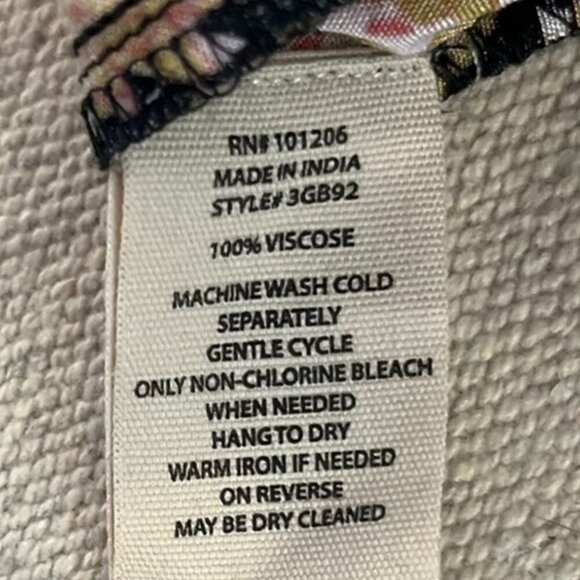 RN# 101206
MADE IN INDIA
STYLE# 3GB92
100% VISCOSE
MACHINE WASH COLD
SEPARATELY
GENTLE CYCLE
ONLY NON-CHLORINE BLEACH
WHEN NEEDED
HANG TO DRY
WARM IRON IF NEEDED
ON REVERSE
MAY BE DRY CLEANED